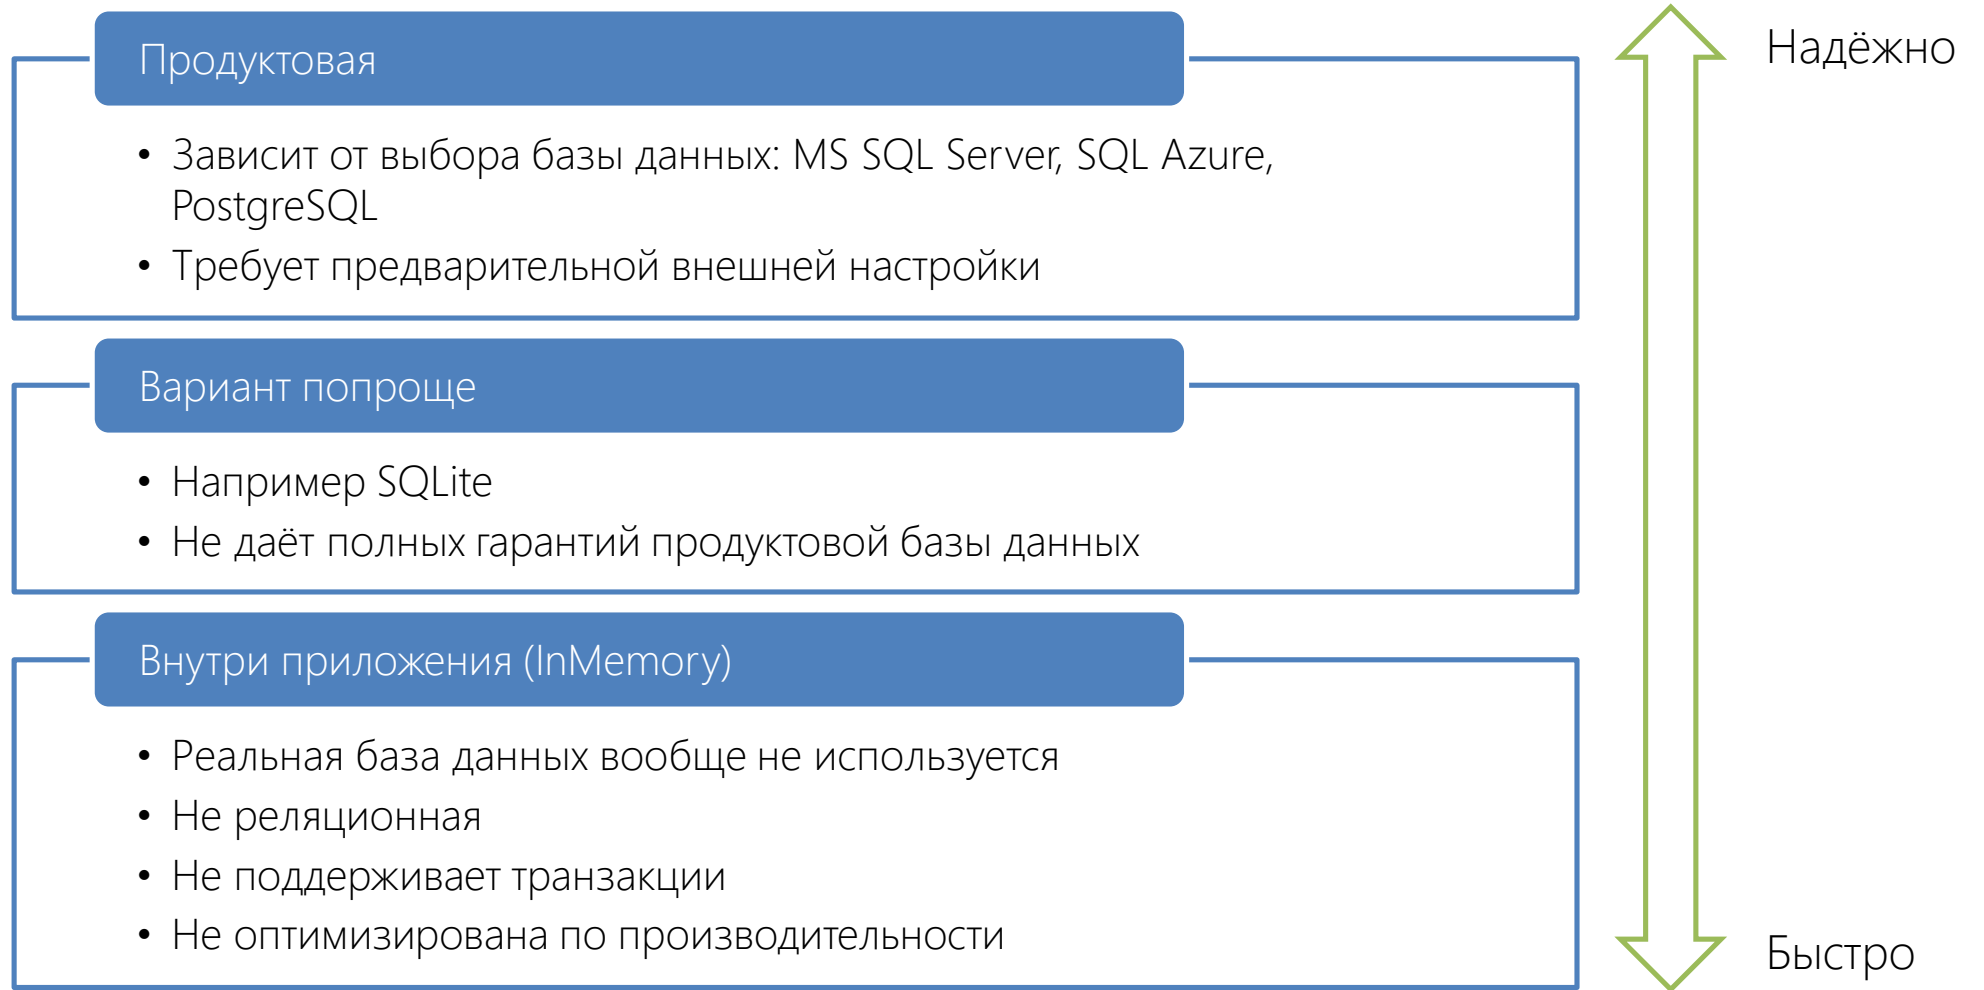 Продуктовая
Надёжно
• Зависит от выбора базы данных: MS SQL Server, SQL Azure,
PostgreSQL
• Требует предварительной внешней настройки
Вариант попроще
• Например SQLite
• Не даёт полных гарантий продуктовой базы данных
Внутри приложения (InMemory)
• Реальная база данных вообще не используется
• Не реляционная
• Не поддерживает транзакции
• Не оптимизирована по производительности
Быстро